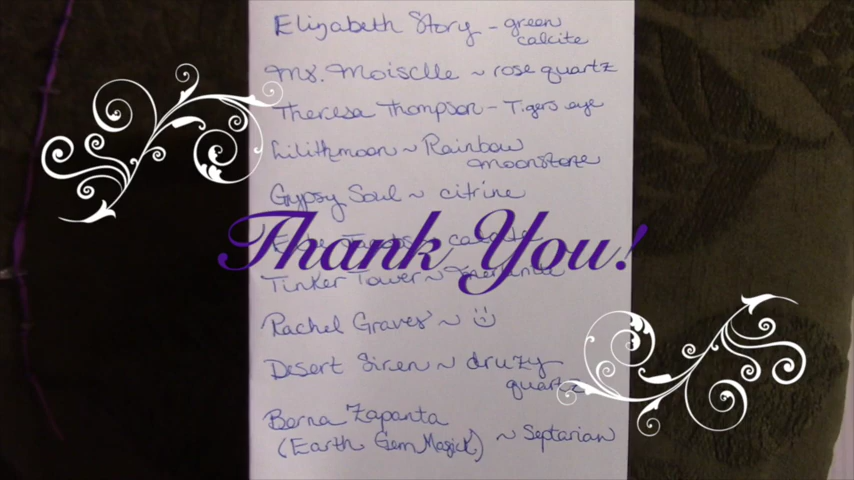 Elizabeth Story - green
calcite
Ms. Moisclle ~ rose quartz
Theresa Thompson - Tigers eye
Lilithmoon ~ Rainbow
moonstone
Gypsy Soul ~ citrine
Thank You!
Tinker Tower ~
Rachel Graves ~ :)
Desert Siren ~ druzy
quartz
Berna Zapanta
(Earth Gem Magick) ~ Septarian